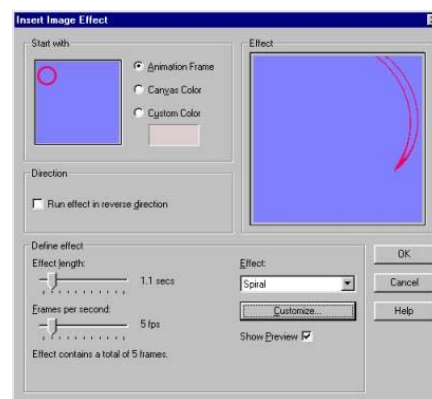 Insert Image Effect
Start with
Animation Frame
Canvas Color
Custom Color
Effect
Direction
Run effect in reverse direction
Define effect
Effect length:
1.1 secs
Frames per second:
5 fps
Effect contains a total of 5 frames.
Effect:
Spiral
Customize...
Show Preview
OK
Cancel
Help